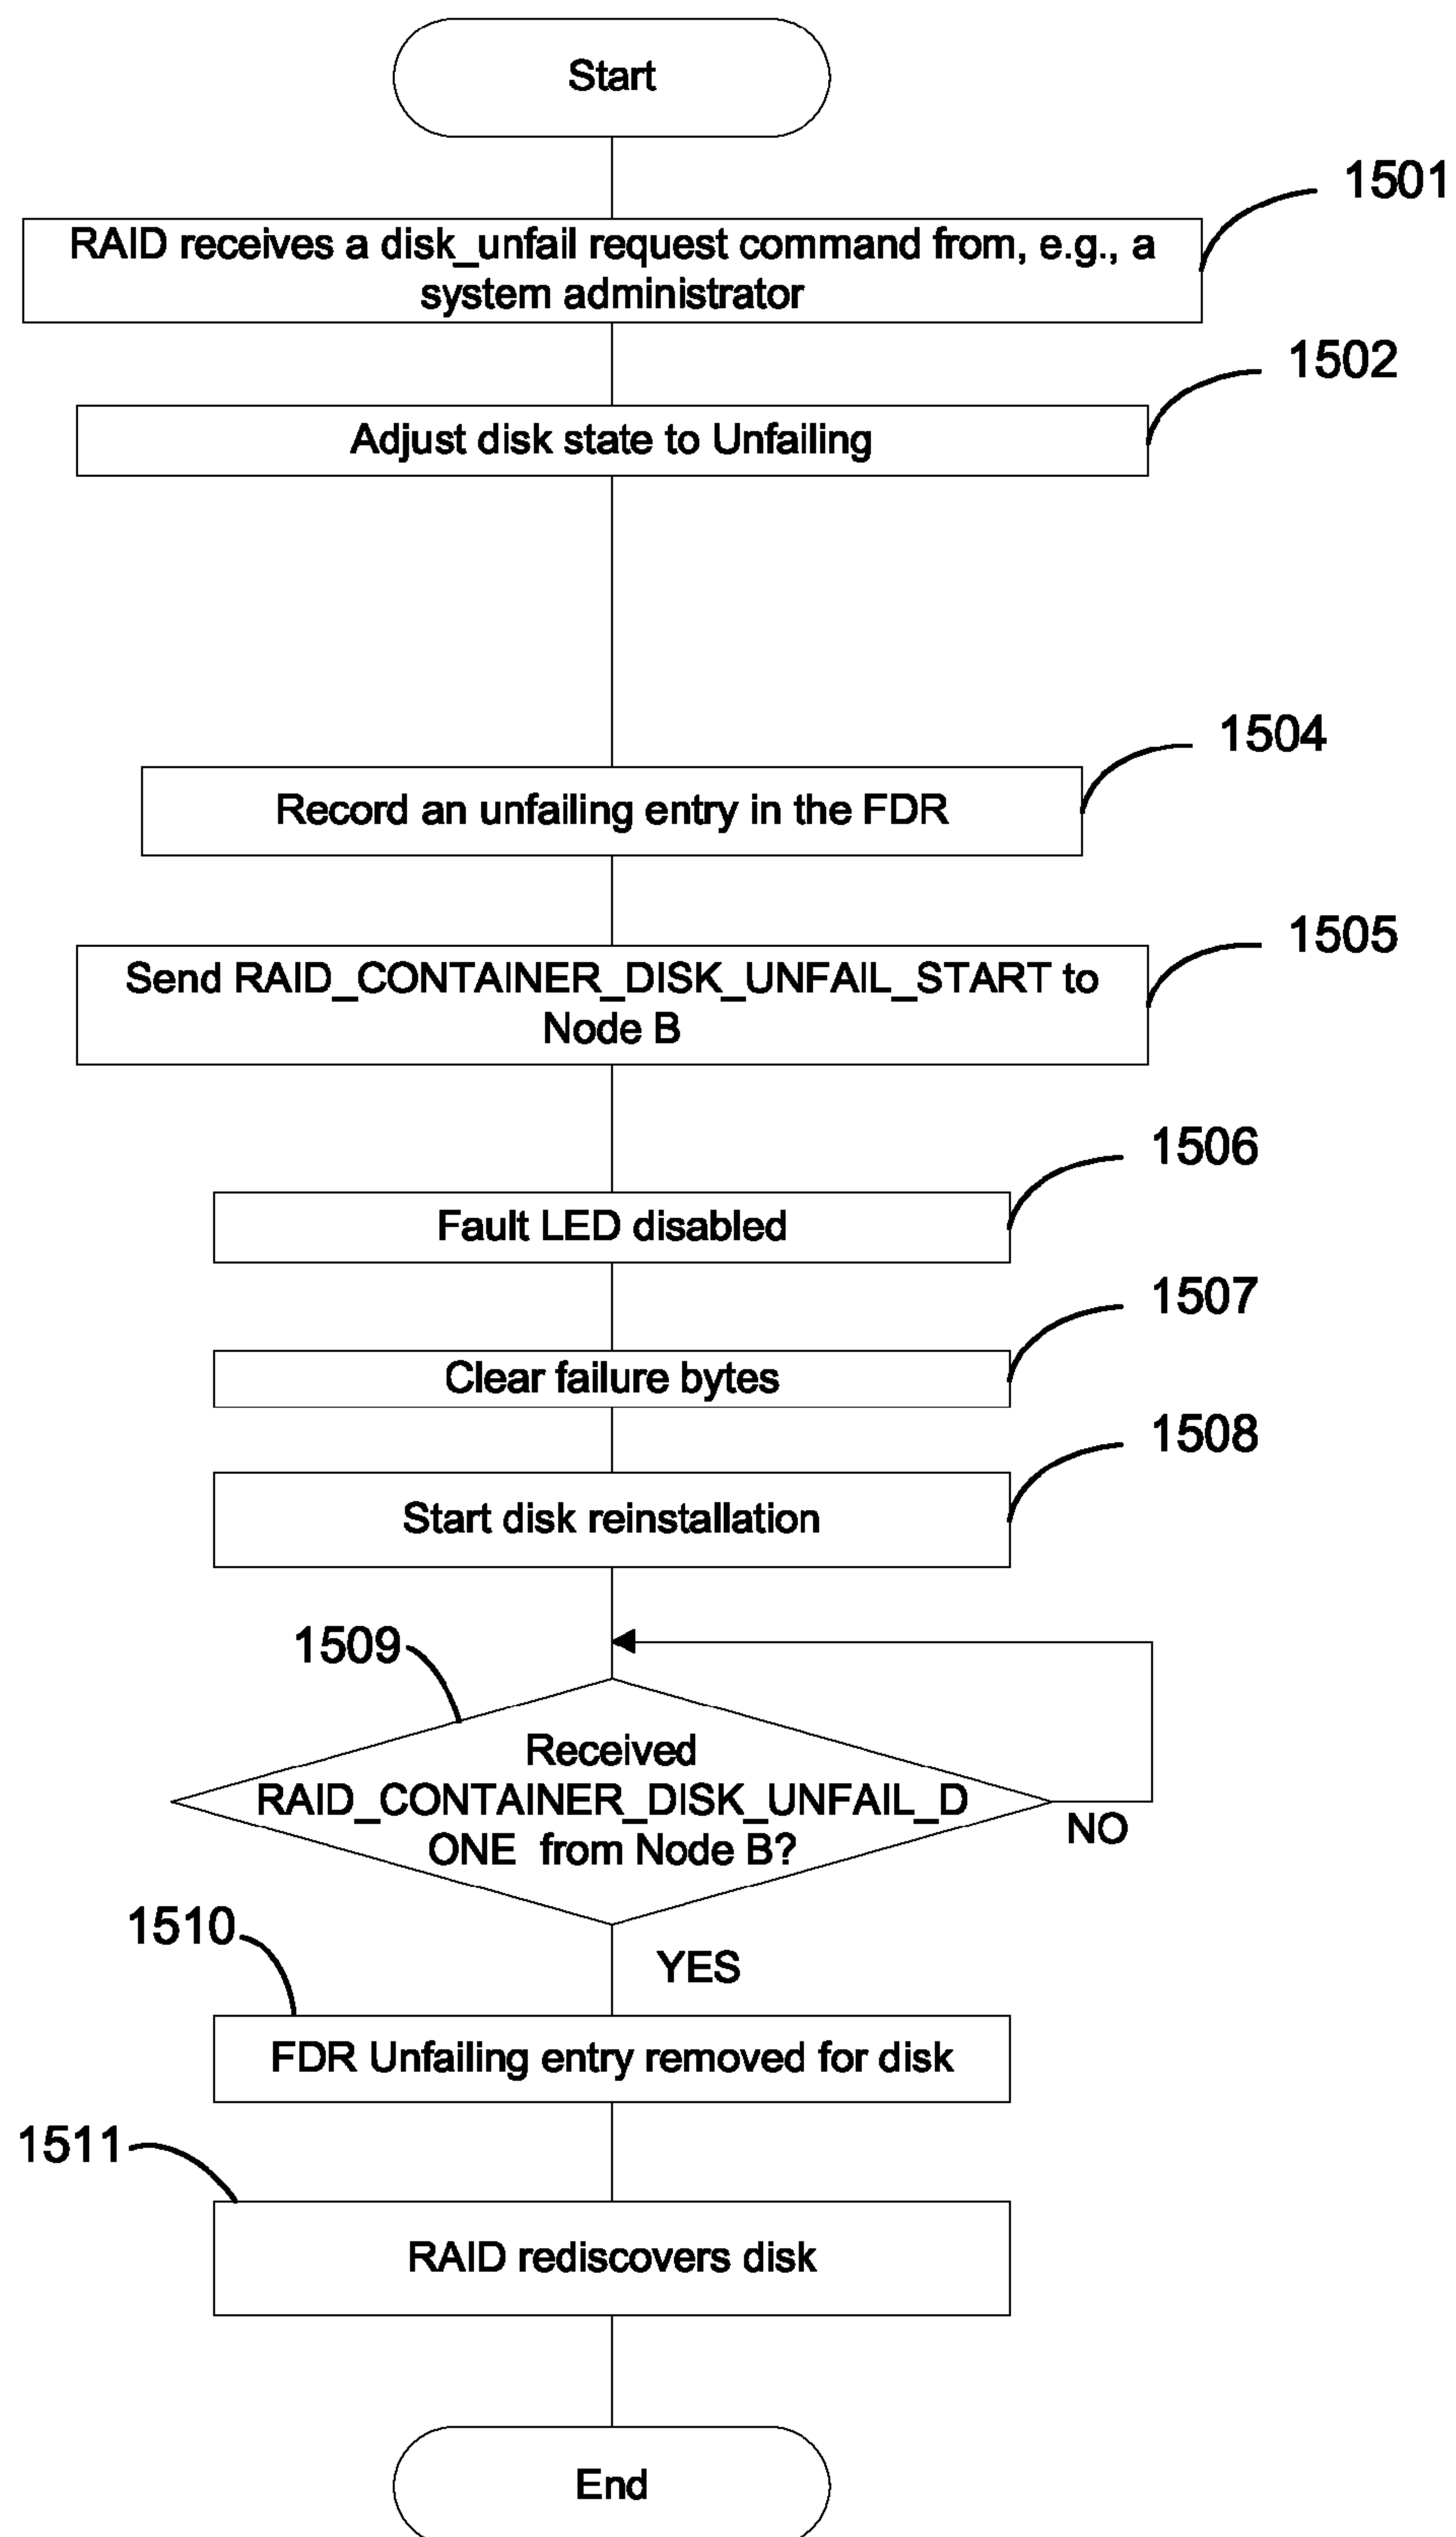 Start
1501
RAID receives a disk_unfail request command from, e.g., a
system administrator
1502
Adjust disk state to Unfailing
1504
Record an unfailing entry in the FDR
1505
Send RAID_CONTAINER_DISK_UNFAIL_START to
Node B
1506
Fault LED disabled
1507
Clear failure bytes
1508
Start disk reinstallation
1509
Received
RAID_CONTAINER_DISK_UNFAIL_D
ONE from Node B?
NO
1510
YES
FDR Unfailing entry removed for disk
1511
RAID rediscovers disk
End